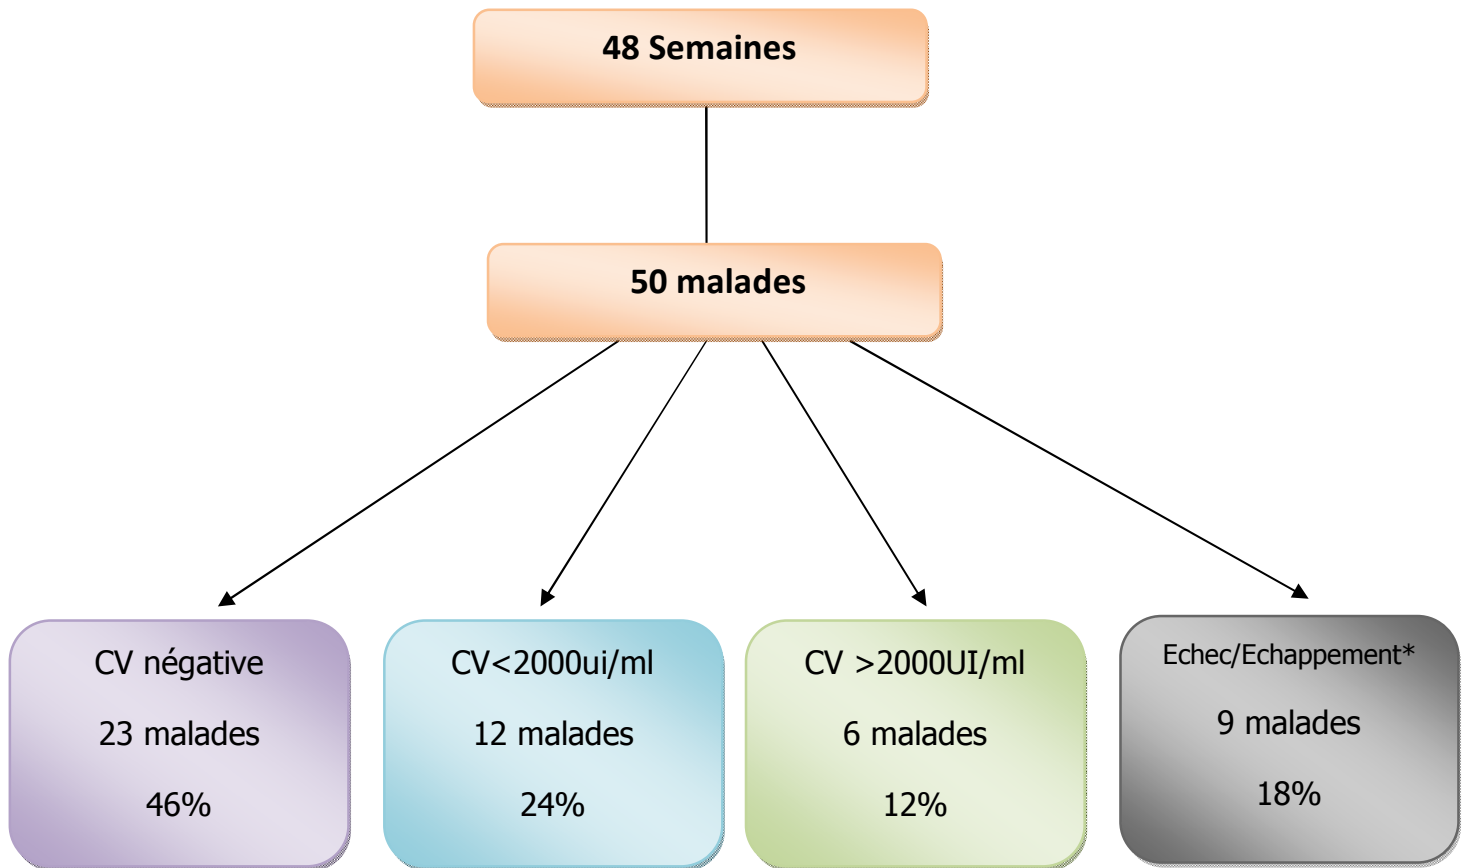 48 Semaines
50 malades
CV négative
23 malades
46%
CV<2000ui/ml
12 malades
24%
CV >2000UI/ml
6 malades
12%
Echec/Echappement*
9 malades
18%